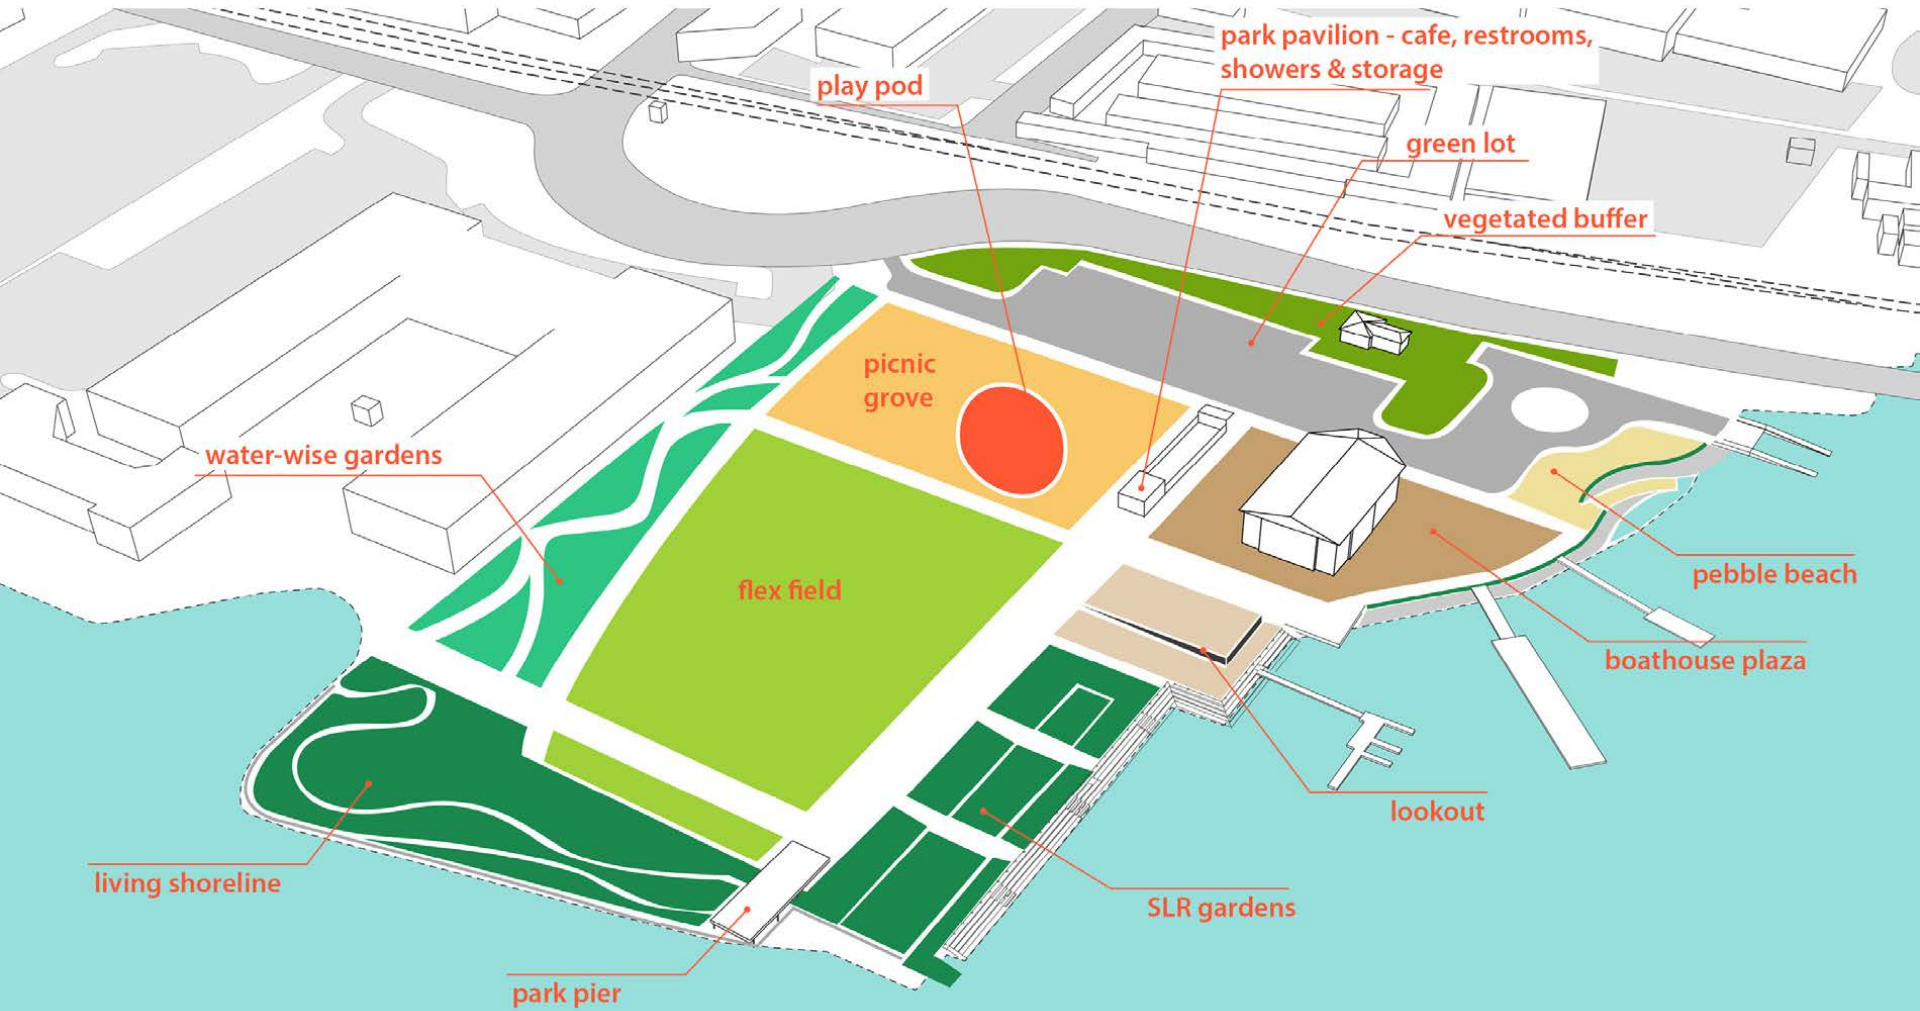 park pavilion - cafe, restrooms,
showers & storage
play pod
green lot
vegetated buffer
picnic
grove
water-wise gardens
flex field
pebble beach
boathouse plaza
lookout
living shoreline
SLR gardens
park pier